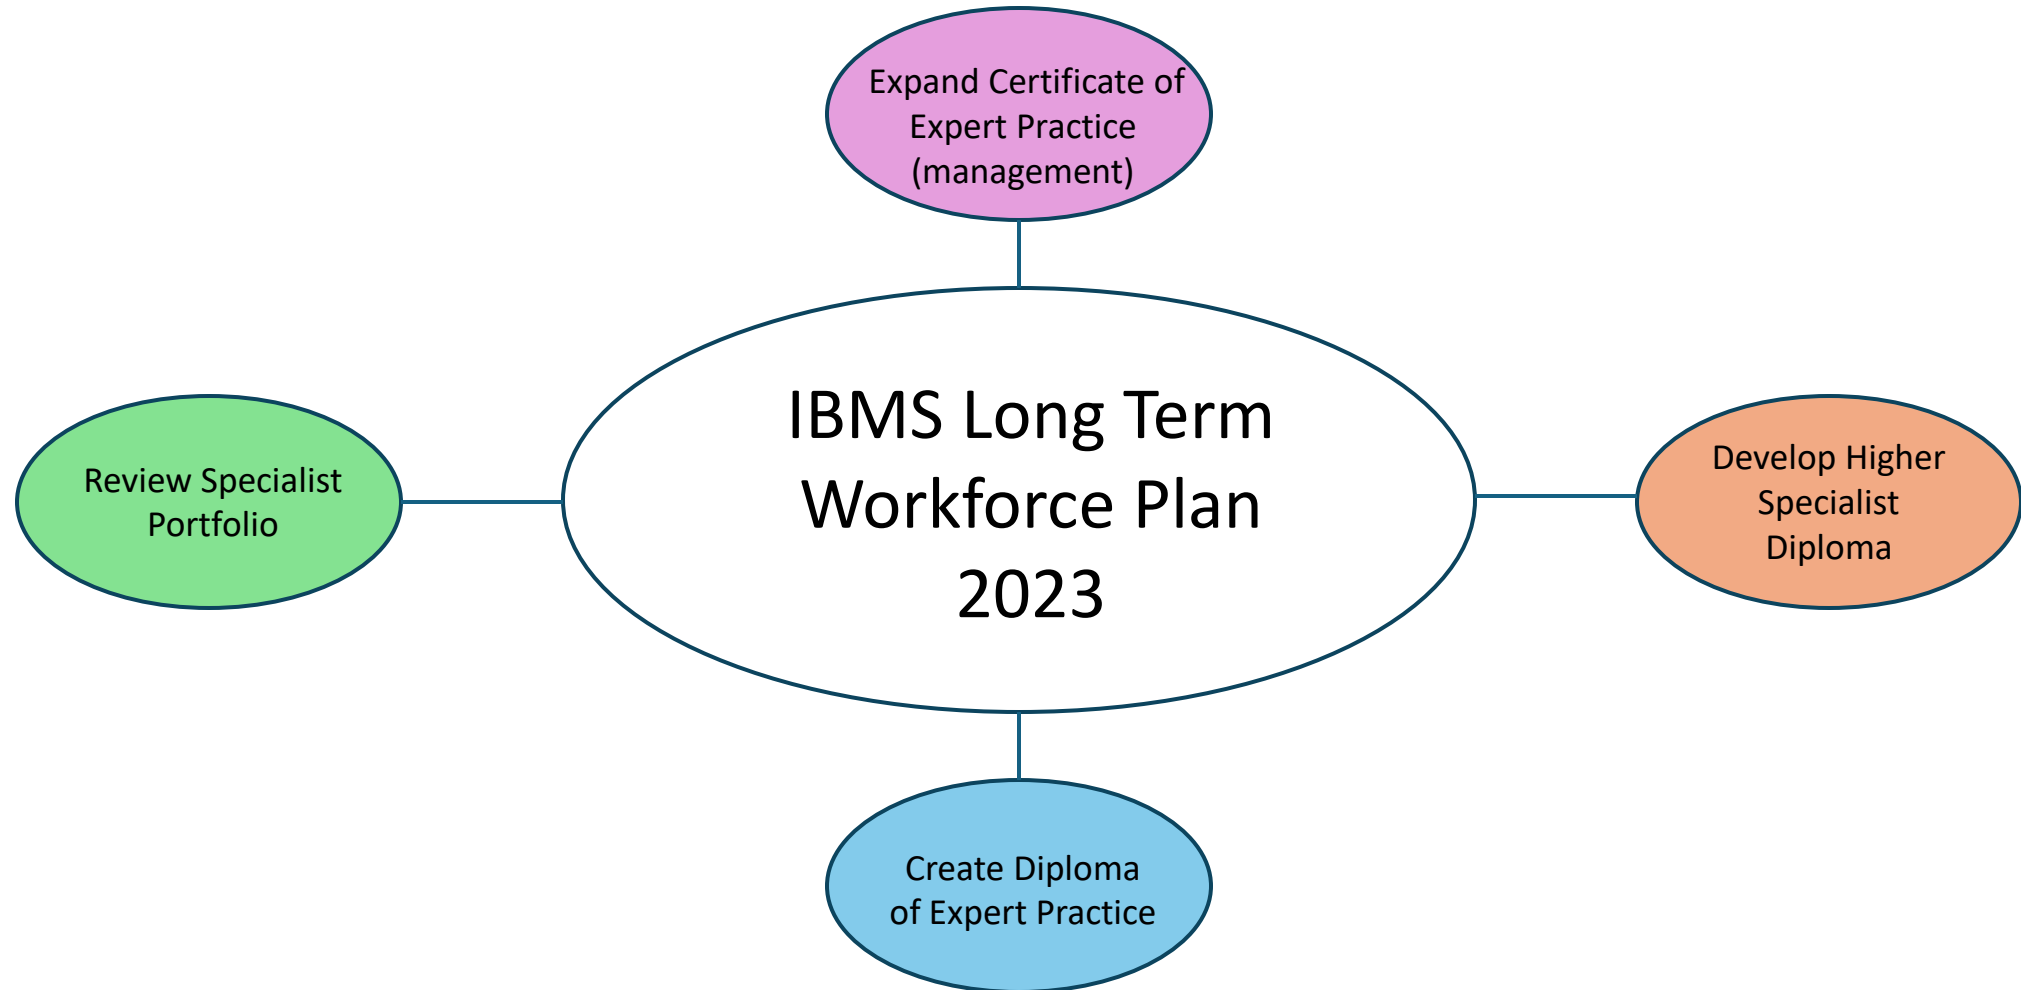 Expand Certificate of
Expert Practice
(management)
IBMS Long Term
Workforce Plan
2023
Review Specialist
Portfolio
Develop Higher
Specialist
Diploma
Create Diploma
of Expert Practice